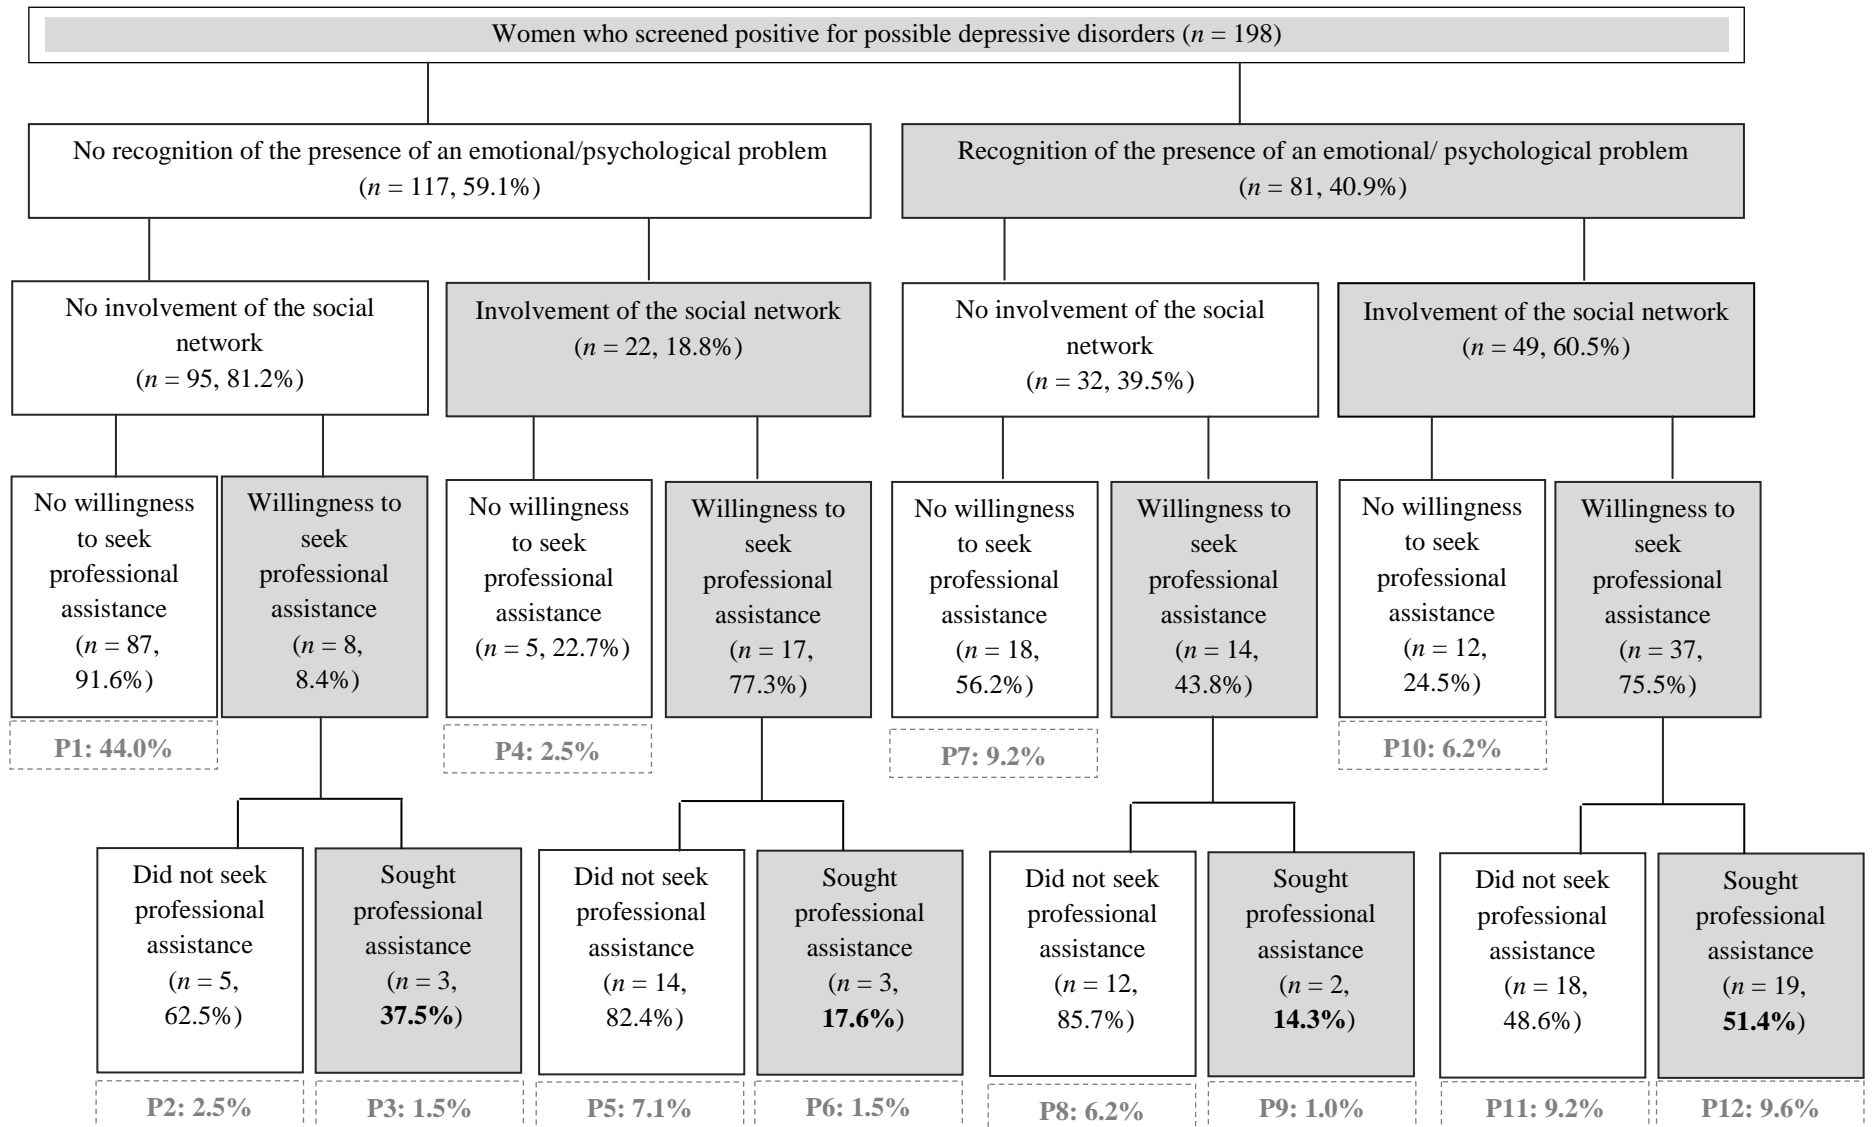 Women who screened positive for possible depressive disorders (n = 198)
No recognition of the presence of an emotional/psychological problem
(n = 117, 59.1%)
Recognition of the presence of an emotional/ psychological problem
(n = 81, 40.9%)
No involvement of the social
network
(n = 95, 81.2%)
Involvement of the social network
(n = 22, 18.8%)
No involvement of the social
network
(n = 32, 39.5%)
Involvement of the social network
(n = 49, 60.5%)
No willingness
to seek
professional
assistance
(n = 87,
91.6%)
Willingness to
seek
professional
assistance
(n = 8,
8.4%)
No willingness
to seek
professional
assistance
(n = 5, 22.7%)
Willingness to
seek
professional
assistance
(n = 17,
77.3%)
No willingness
to seek
professional
assistance
(n = 18,
56.2%)
Willingness to
seek
professional
assistance
(n = 14,
43.8%)
No willingness
to seek
professional
assistance
(n = 12,
24.5%)
Willingness to
seek
professional
assistance
(n = 37,
75.5%)
P1: 44.0%
P4: 2.5%
P7: 9.2%
P10: 6.2%
Did not seek
professional
assistance
(n = 5,
62.5%)
Sought
professional
assistance
(n = 3,
37.5%)
Did not seek
professional
assistance
(n = 14,
82.4%)
Sought
professional
assistance
(n = 3,
17.6%)
Did not seek
professional
assistance
(n = 12,
85.7%)
Sought
professional
assistance
(n = 2,
14.3%)
Did not seek
professional
assistance
(n = 18,
48.6%)
Sought
professional
assistance
(n = 19,
51.4%)
P2: 2.5%
P3: 1.5%
P5: 7.1%
P6: 1.5%
P8: 6.2%
P9: 1.0%
P11: 9.2%
P12: 9.6%